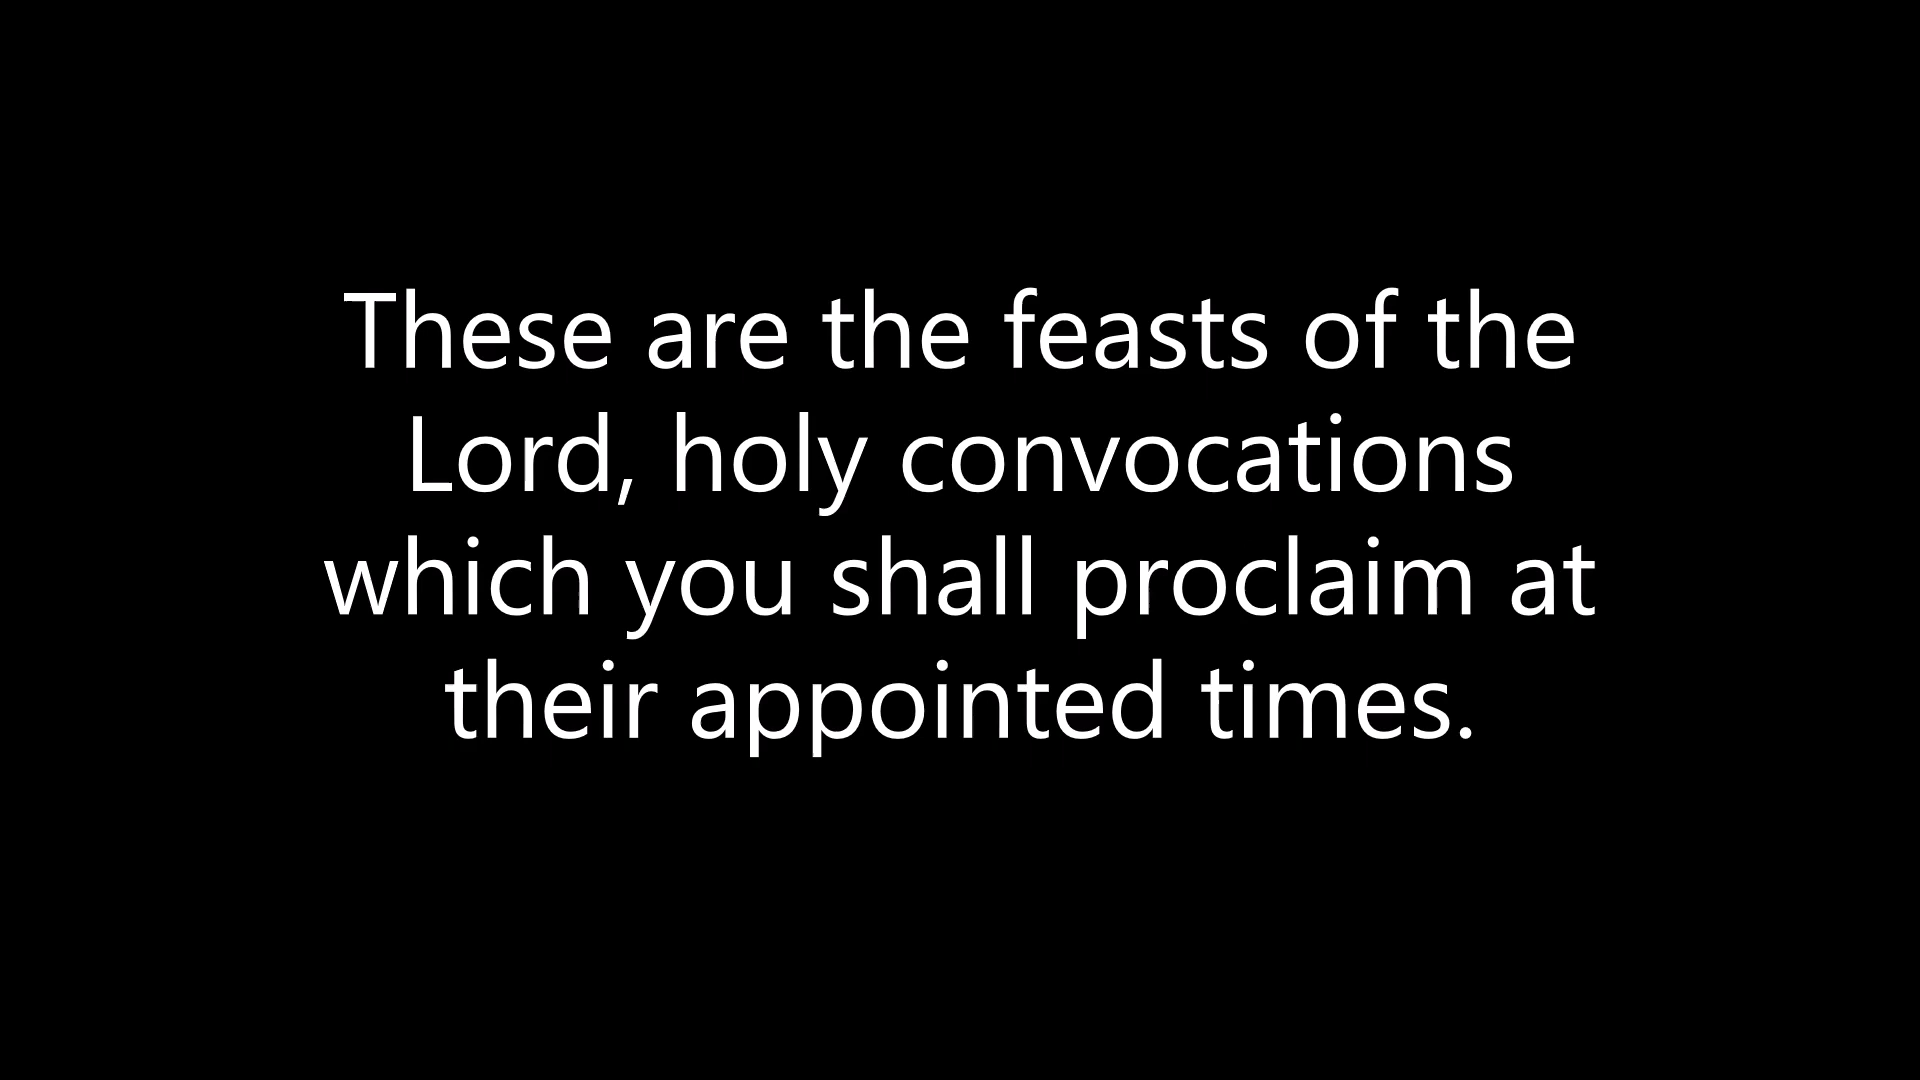 These are the feasts of the
Lord, holy convocations
which you shall proclaim at
their appointed times.